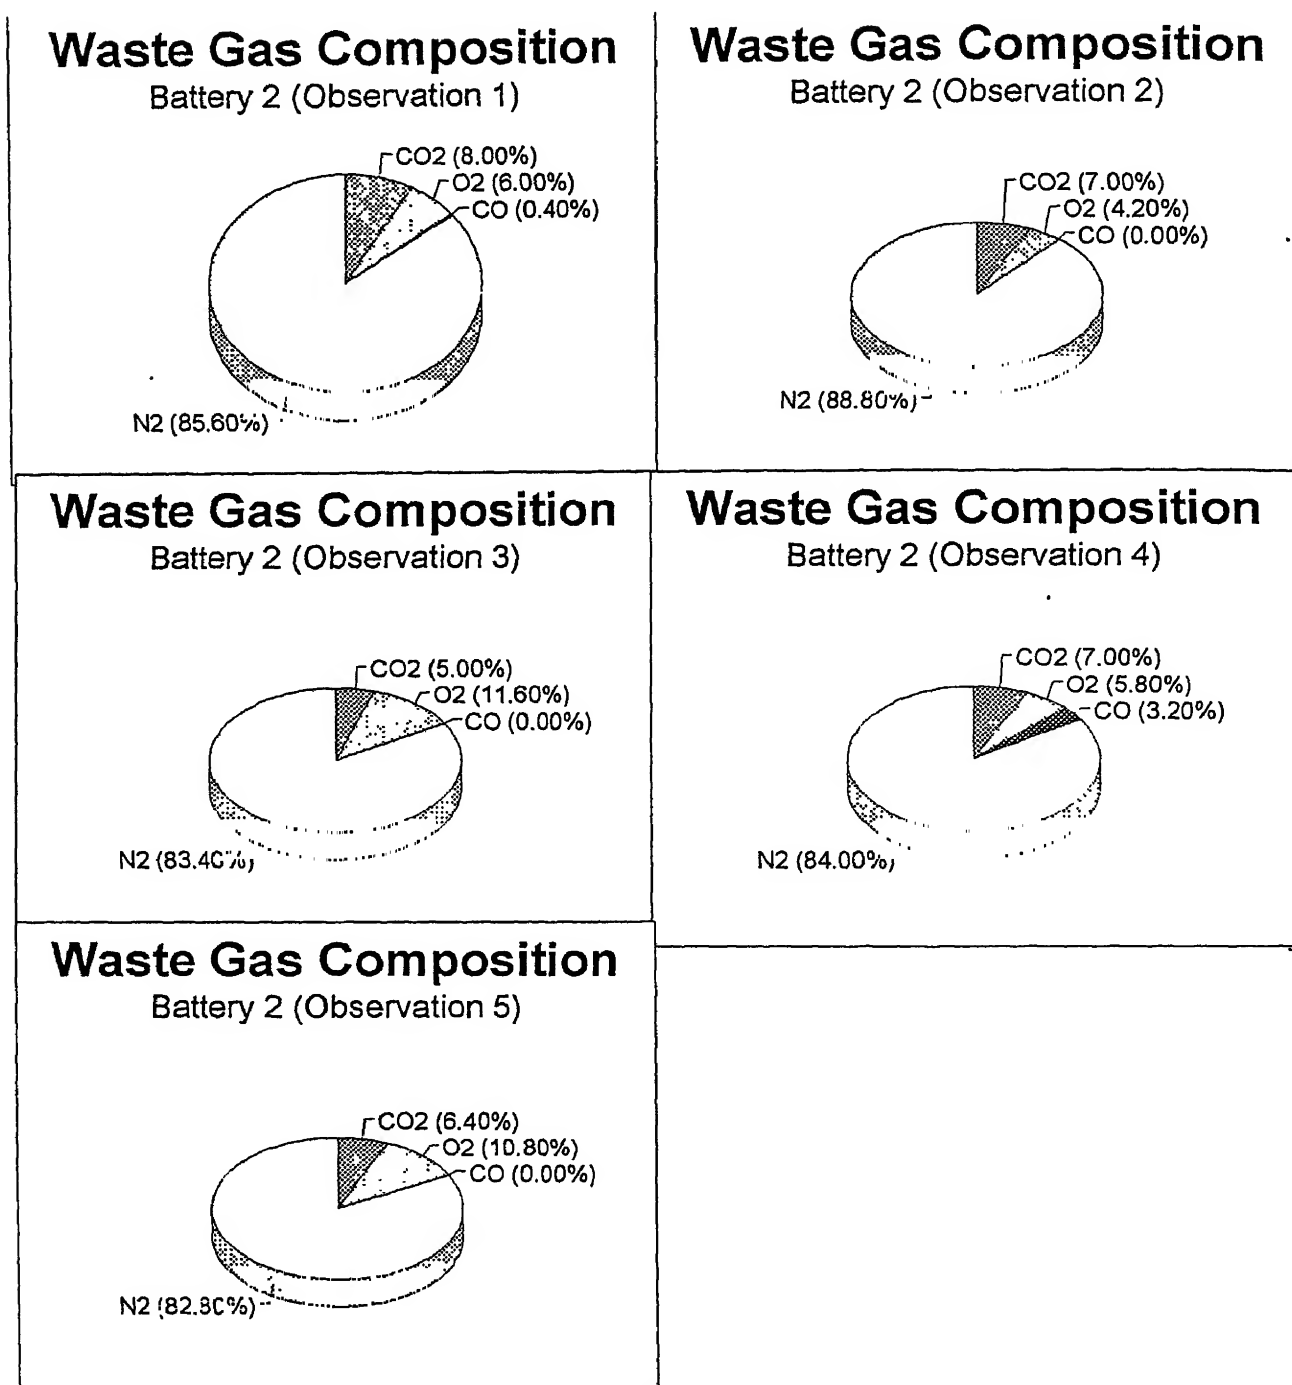 Waste Gas Composition
Battery 2 (Observation 1)
CO2 (8.00%)
O2 (6.00%)
CO (0.40%)
N2 (85.60%)
Waste Gas Composition
Battery 2 (Observation 2)
CO2 (7.00%)
O2 (4.20%)
CO (0.00%)
N2 (88.80%)
Waste Gas Composition
Battery 2 (Observation 3)
CO2 (5.00%)
O2 (11.60%)
CO (0.00%)
N2 (83.40%)
Waste Gas Composition
Battery 2 (Observation 4)
CO2 (7.00%)
O2 (5.80%)
CO (3.20%)
N2 (84.00%)
Waste Gas Composition
Battery 2 (Observation 5)
CO2 (6.40%)
O2 (10.80%)
CO (0.00%)
N2 (82.80%)